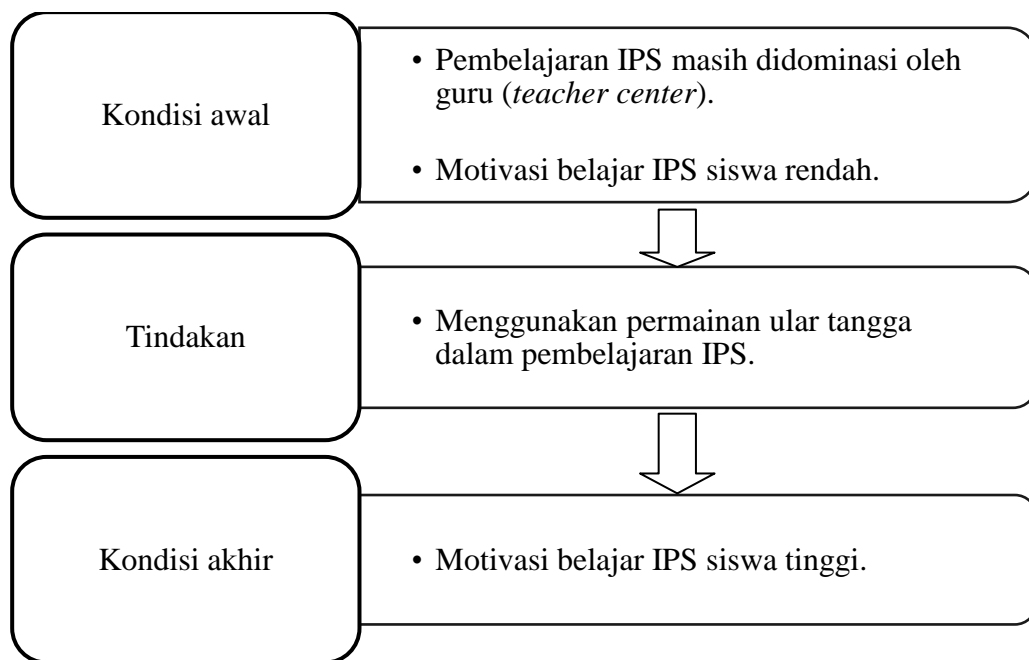 Kondisi awal
• Pembelajaran IPS masih didominasi oleh
guru (teacher center).
• Motivasi belajar IPS siswa rendah.
Tindakan
• Menggunakan permainan ular tangga
dalam pembelajaran IPS.
Kondisi akhir
• Motivasi belajar IPS siswa tinggi.